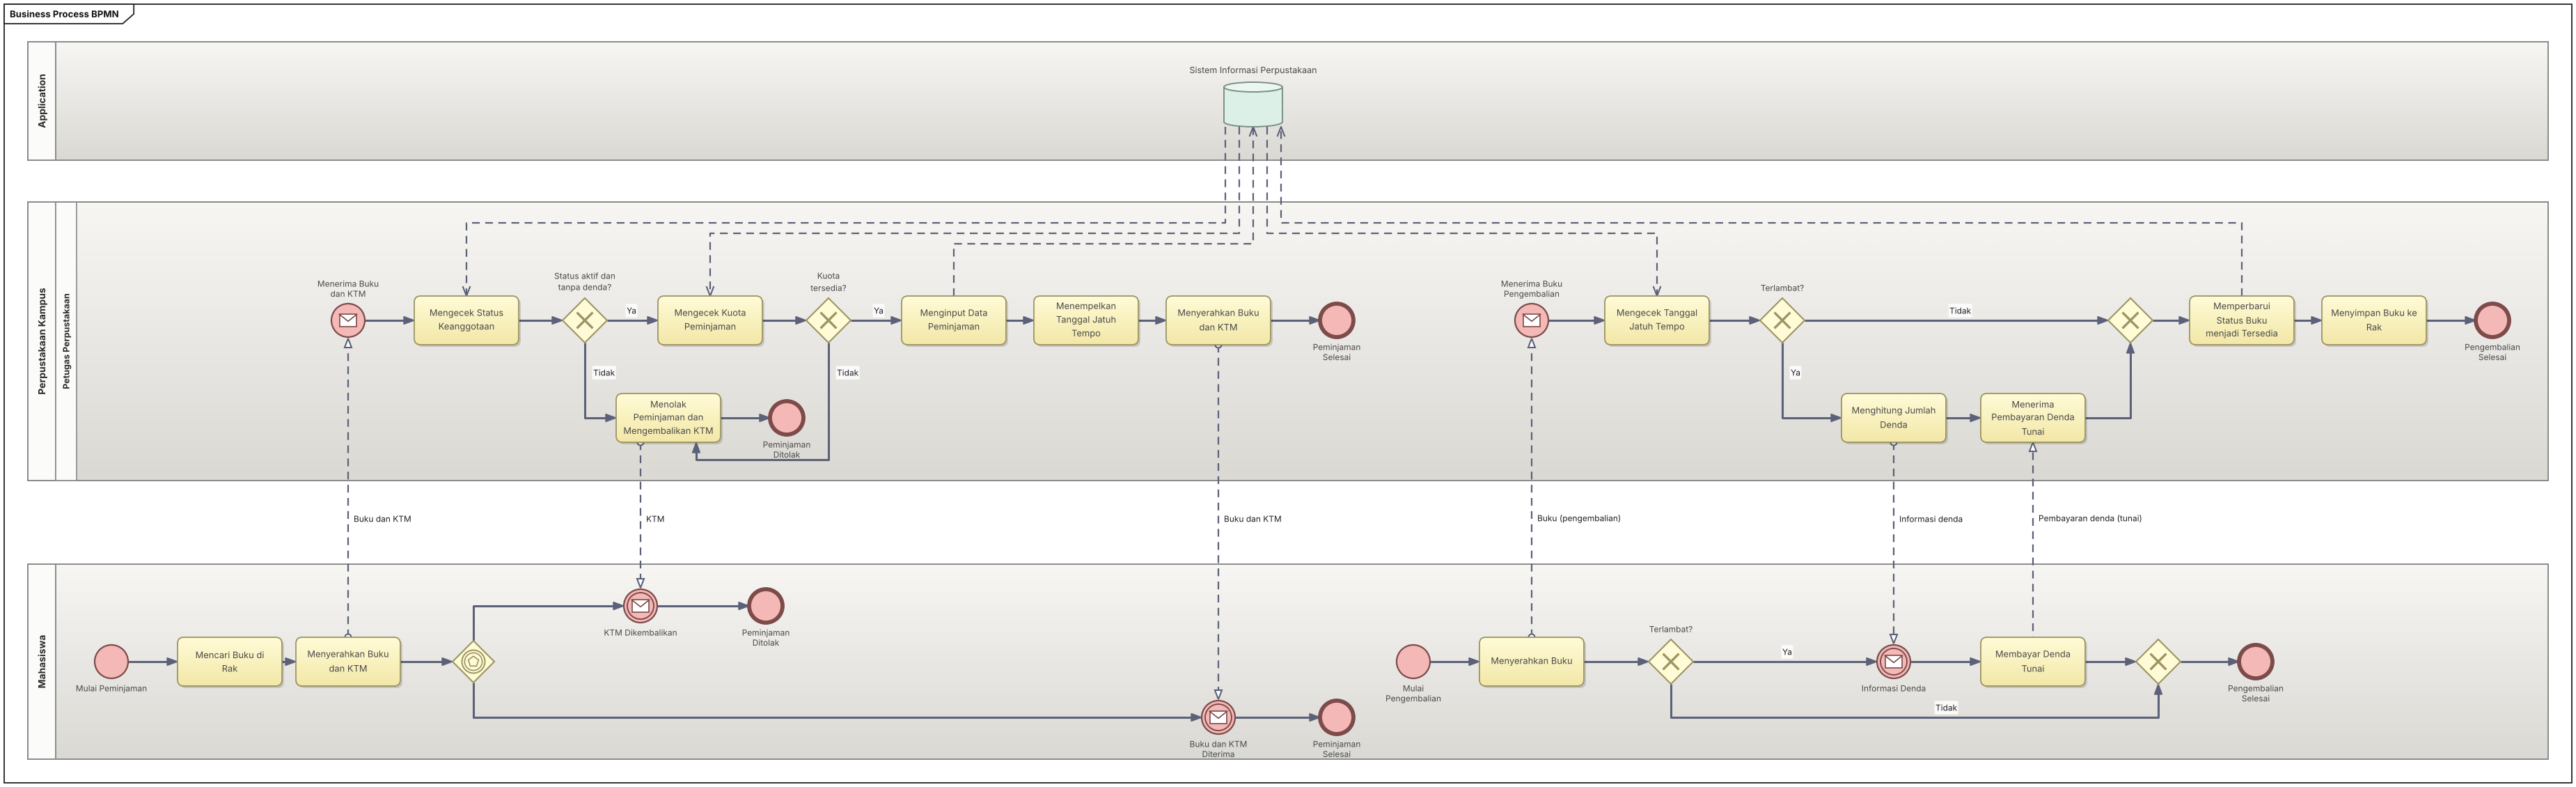 Business Process BPMN
Application
Sistem Informasi Perpustakaan
Perpustakaan Kampus
Petugas Perpustakaan
Menerima Buku
dan KTM
Mengecek Status
Keanggotaan
Status aktif dan
tanpa denda?
Ya
Tidak
Mengecek Kuota
Peminjaman
Kuota
tersedia?
Ya
Tidak
Menginput Data
Peminjaman
Menempelkan
Tanggal Jatuh
Tempo
Menyerahkan Buku
dan KTM
Peminjaman
Selesai
Menolak
Peminjaman dan
Mengembalikan KTM
Peminjaman
Ditolak
Menerima Buku
Pengembalian
Mengecek Tanggal
Jatuh Tempo
Terlambat?
Tidak
Ya
Menghitung Jumlah
Denda
Menerima
Pembayaran Denda
Tunai
Memperbarui
Status Buku
menjadi Tersedia
Menyimpan Buku ke
Rak
Pengembalian
Selesai
Buku dan KTM
KTM
Buku dan KTM
Buku (pengembalian)
Informasi denda
Pembayaran denda (tunai)
Mahasiswa
Mulai Peminjaman
Mencari Buku di
Rak
Menyerahkan Buku
dan KTM
KTM Dikembalikan
Peminjaman
Ditolak
Buku dan KTM
Diterima
Peminjaman
Selesai
Mulai
Pengembalian
Menyerahkan Buku
Terlambat?
Ya
Tidak
Informasi Denda
Membayar Denda
Tunai
Pengembalian
Selesai